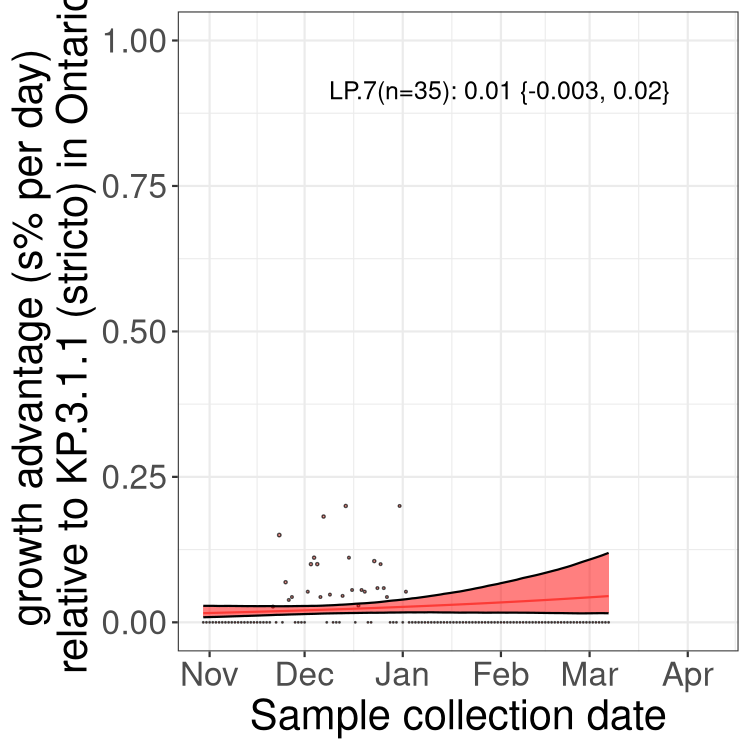 growth advantage (s% per day)
relative to KP.3.1.1 (stricto) in Ontario
1.00
0.75
0.50
0.25
0.00
LP.7(n=35): 0.01 {-0.003, 0.02}
Nov Dec Jan Feb Mar Apr
Sample collection date